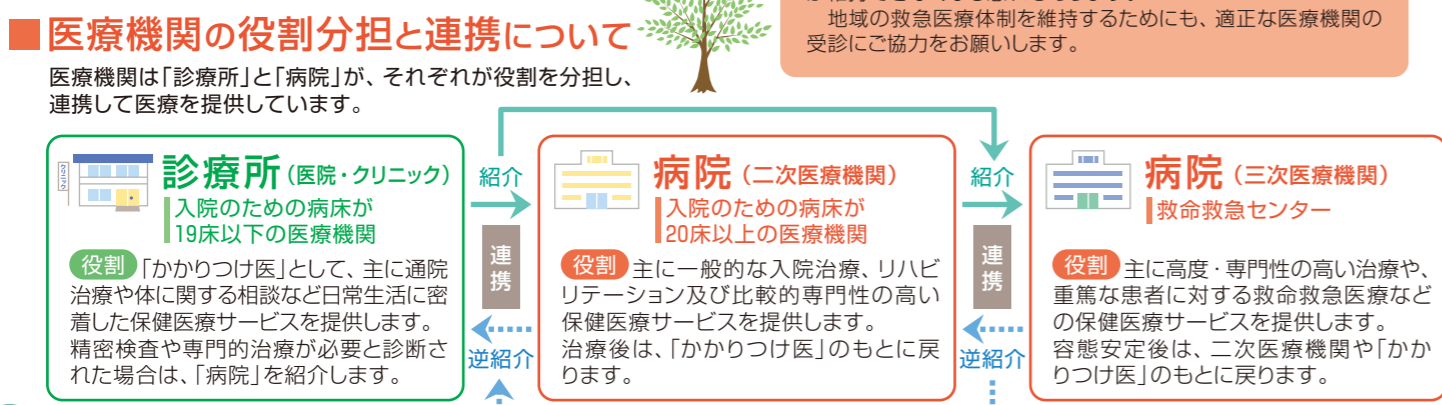 地域の救急医療体制を維持するためにも、適正な医療機関の
受診にご協力をお願いします。
■医療機関の役割分担と連携について
医療機関は「診療所」と「病院」が、それぞれが役割を分担し、
連携して医療を提供しています。
クリニック
診療所（医院・クリニック）
入院のための病床が
19床以下の医療機関
役割 「かかりつけ医」として、主に通院
治療や体に関する相談など日常生活に密
着した保健医療サービスを提供します。
精密検査や専門的治療が必要と診断さ
れた場合は、「病院」を紹介します。
紹介
連携
逆紹介
病院（二次医療機関）
入院のための病床が
20床以上の医療機関
役割 主に一般的な入院治療、リハビ
リテーション及び比較的専門性の高い
保健医療サービスを提供します。
治療後は、「かかりつけ医」のもとに戻
ります。
紹介
連携
逆紹介
病院（三次医療機関）
救命救急センター
役割 主に高度・専門性の高い治療や、
重篤な患者に対する救命救急医療など
の保健医療サービスを提供します。
容態安定後は、二次医療機関や「かか
りつけ医」のもとに戻ります。